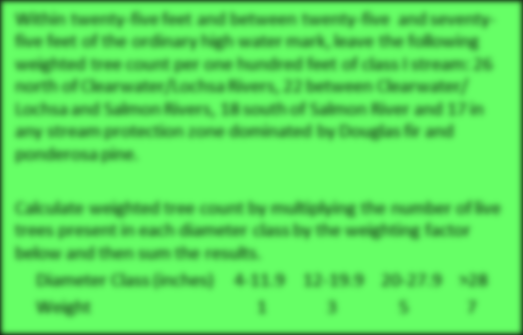 Within twenty-five feet and between twenty-five and seventy-
five feet of the ordinary high water mark, leave the following
weighted tree count per one hundred feet of class I stream: 26
north of Clearwater/Lochsa Rivers, 22 between Clearwater/
Lochsa and Salmon Rivers, 18 south of Salmon River and 17 in
any stream protection zone dominated by Douglas fir and
ponderosa pine.
Calculate weighted tree count by multiplying the number of live
trees present in each diameter class by the weighting factor
below and then sum the results.
Diameter Class (inches) 4-11.9 12-19.9 20-27.9 >28
Weight 1 3 5 7